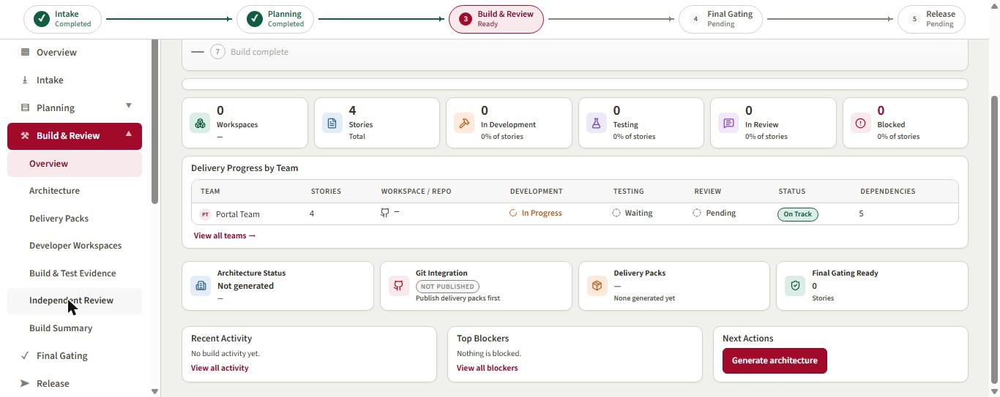 Intake
Completed
Planning
Completed
3
Build & Review
Ready
4
Final Gating
Pending
5
Release
Pending
Overview
Intake
Planning
Build & Review
Overview
Architecture
Delivery Packs
Developer Workspaces
Build & Test Evidence
Independent Review
Build Summary
Final Gating
Release
7 Build complete
0
Workspaces
—
4
Stories
Total
0
In Development
0% of stories
0
Testing
0% of stories
0
In Review
0% of stories
0
Blocked
0% of stories
Delivery Progress by Team
TEAM STORIES WORKSPACE / REPO DEVELOPMENT TESTING REVIEW STATUS DEPENDENCIES
PT Portal Team 4 — In Progress Waiting Pending On Track 5
View all teams →
Architecture Status
Not generated
—
Git Integration
NOT PUBLISHED
Publish delivery packs first
Delivery Packs
—
None generated yet
Final Gating Ready
0
Stories
Recent Activity
No build activity yet.
View all activity
Top Blockers
Nothing is blocked.
View all blockers
Next Actions
Generate architecture